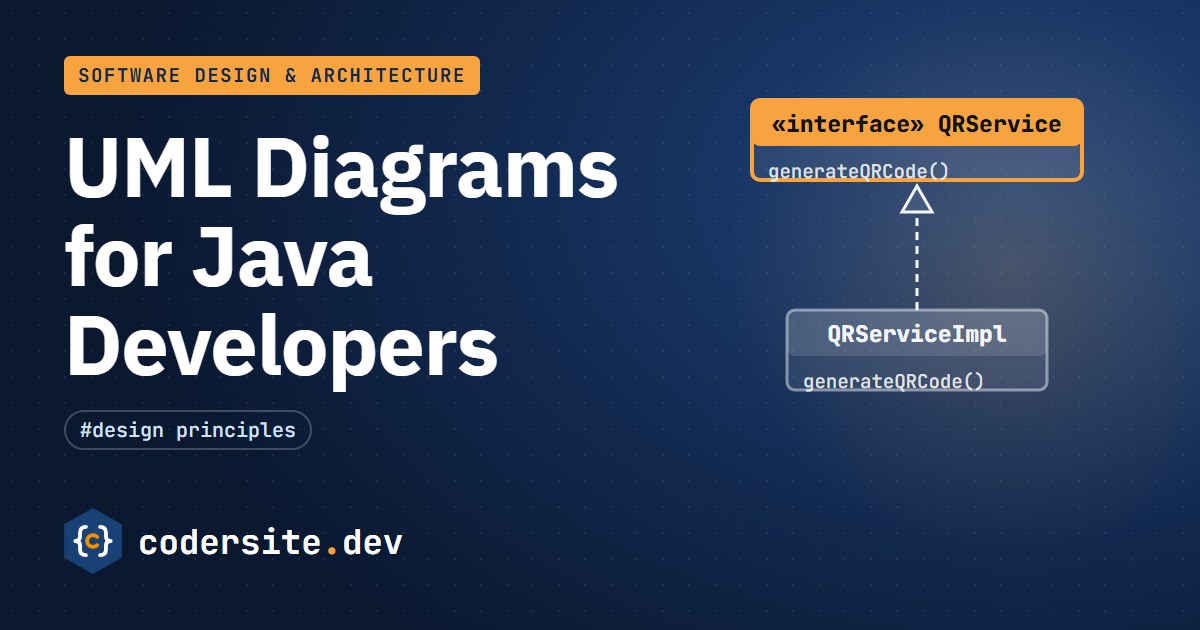 SOFTWARE DESIGN & ARCHITECTURE
UML Diagrams
for Java
Developers
#design principles
{c} codersite.dev
«interface» QRService
generateQRCode()
QRServiceImpl
generateQRCode()